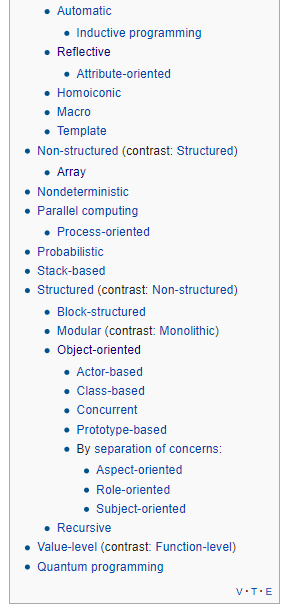 Automatic
Inductive programming
Reflective
Attribute-oriented
Homoiconic
Macro
Template
Non-structured (contrast: Structured)
Array
Nondeterministic
Parallel computing
Process-oriented
Probabilistic
Stack-based
Structured (contrast: Non-structured)
Block-structured
Modular (contrast: Monolithic)
Object-oriented
Actor-based
Class-based
Concurrent
Prototype-based
By separation of concerns:
Aspect-oriented
Role-oriented
Subject-oriented
Recursive
Value-level (contrast: Function-level)
Quantum programming
V · T · E